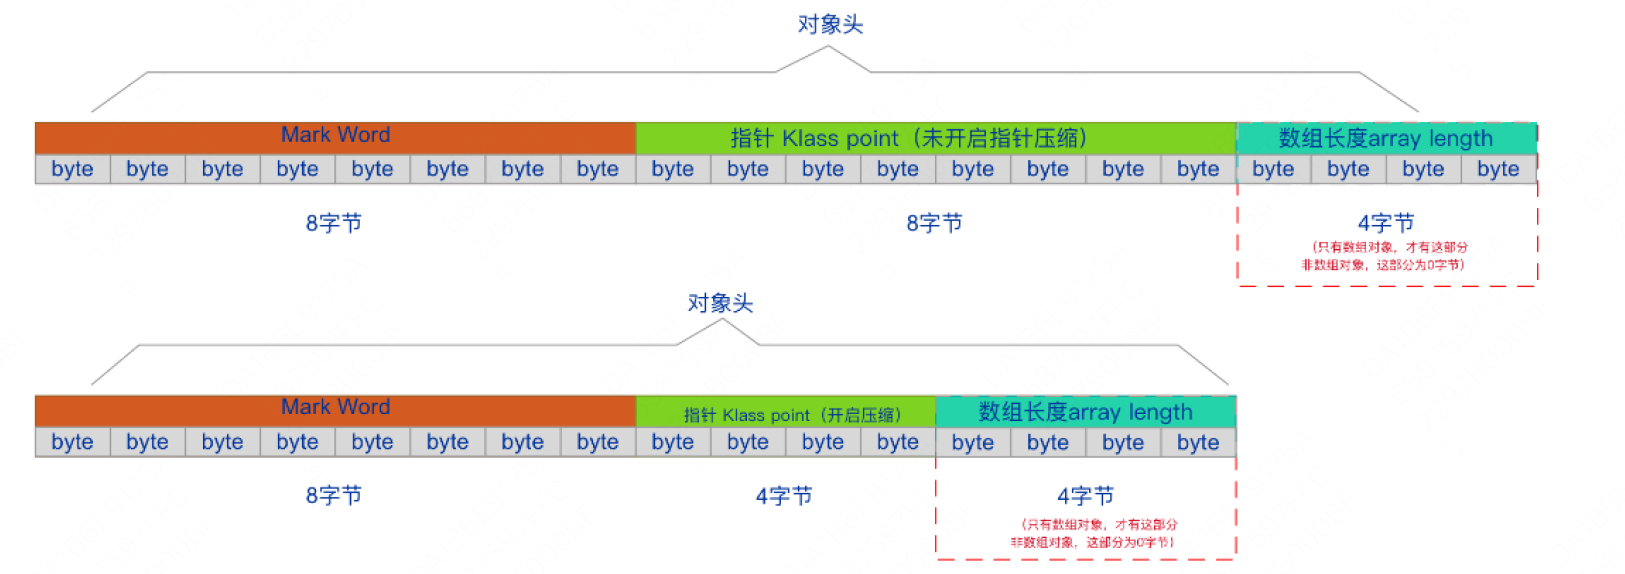 对象头
Mark Word 指针 Klass point（未开启指针压缩） 数组长度array length
byte byte byte byte byte byte byte byte byte byte byte byte byte byte byte byte byte byte byte byte
8字节 8字节 4字节
（只有数组对象，才有这部分
非数组对象，这部分为0字节）
对象头
Mark Word 指针 Klass point（开启压缩） 数组长度array length
byte byte byte byte byte byte byte byte byte byte byte byte byte byte byte byte
8字节 4字节 4字节
（只有数组对象，才有这部分
非数组对象，这部分为0字节）